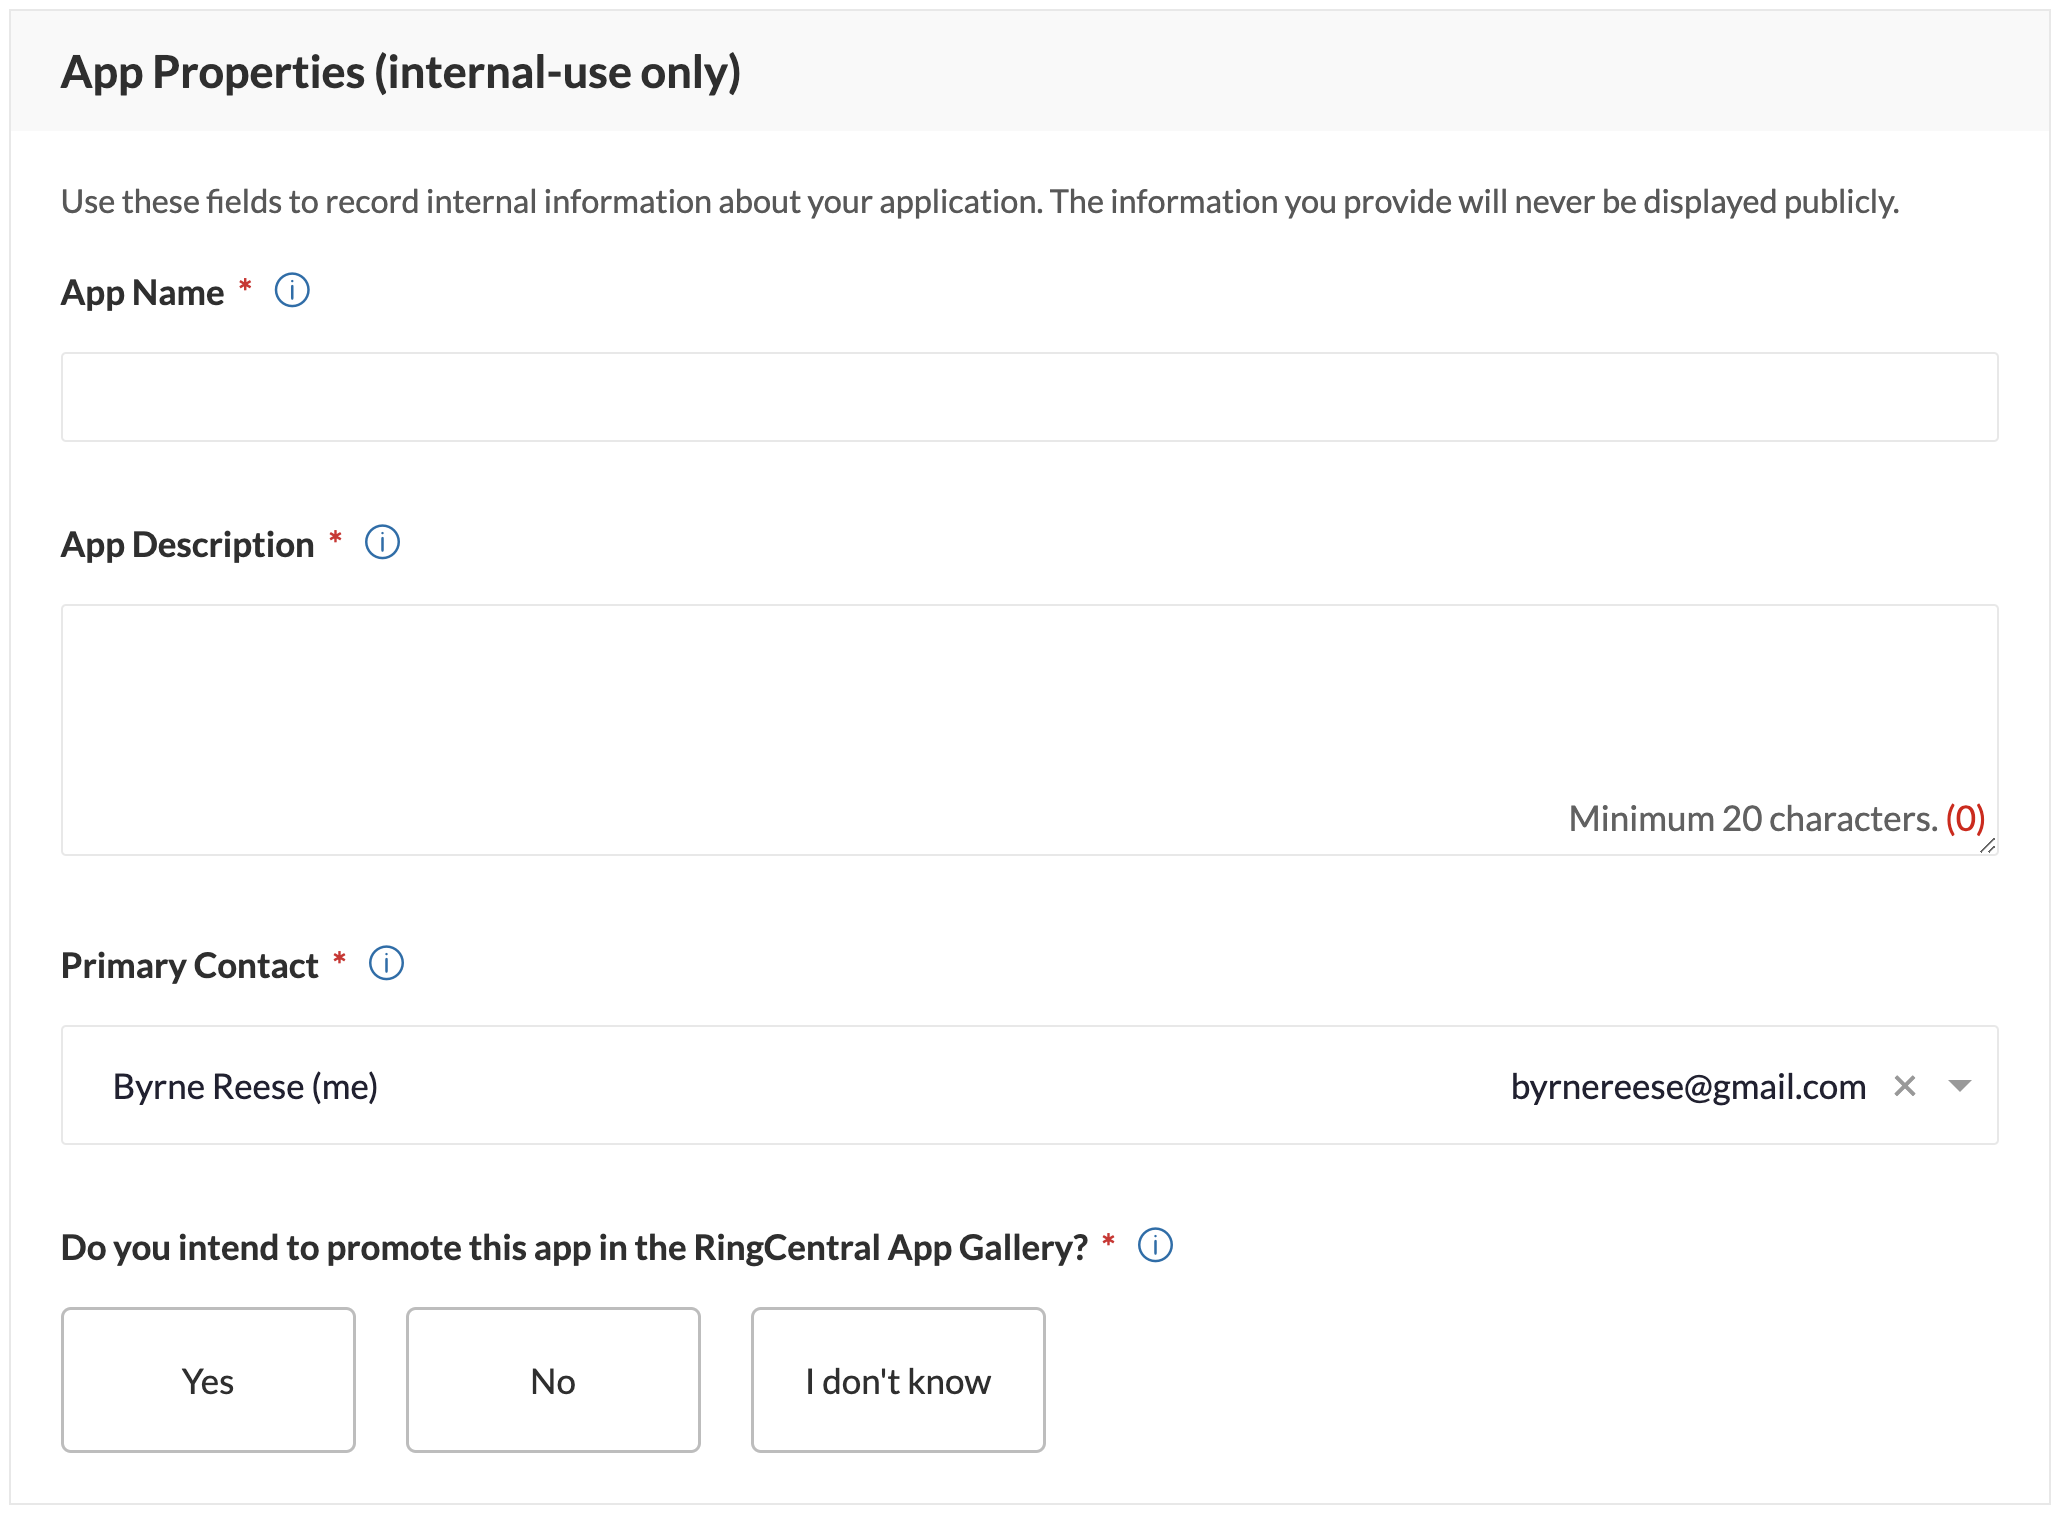 App Properties (internal-use only)
Use these fields to record internal information about your application. The information you provide will never be displayed publicly.
App Name *
App Description *
Minimum 20 characters. (0)
Primary Contact *
Byrne Reese (me) byrnereese@gmail.com
Do you intend to promote this app in the RingCentral App Gallery? *
Yes No I don't know